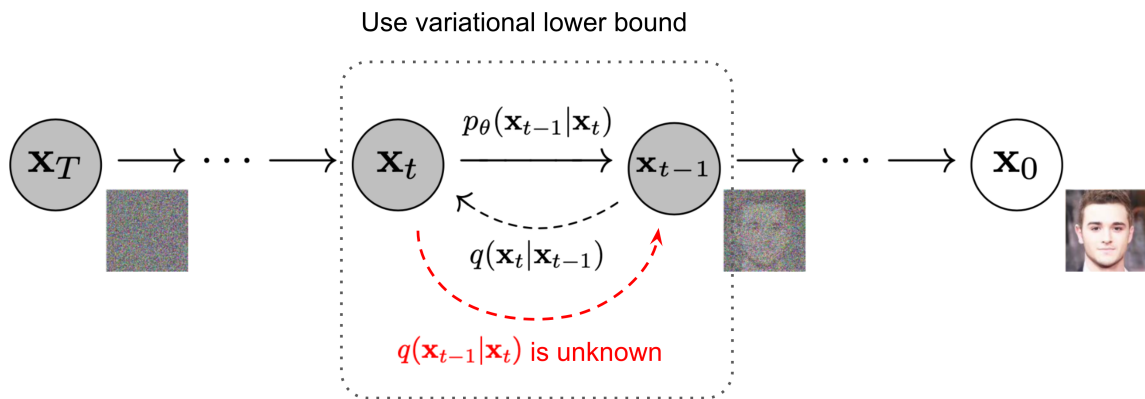 Use variational lower bound
x_T → ··· → x_t p_θ(x_{t−1}|x_t) x_{t−1} → ··· → x_0
q(x_t|x_{t−1})
q(x_{t−1}|x_t) is unknown